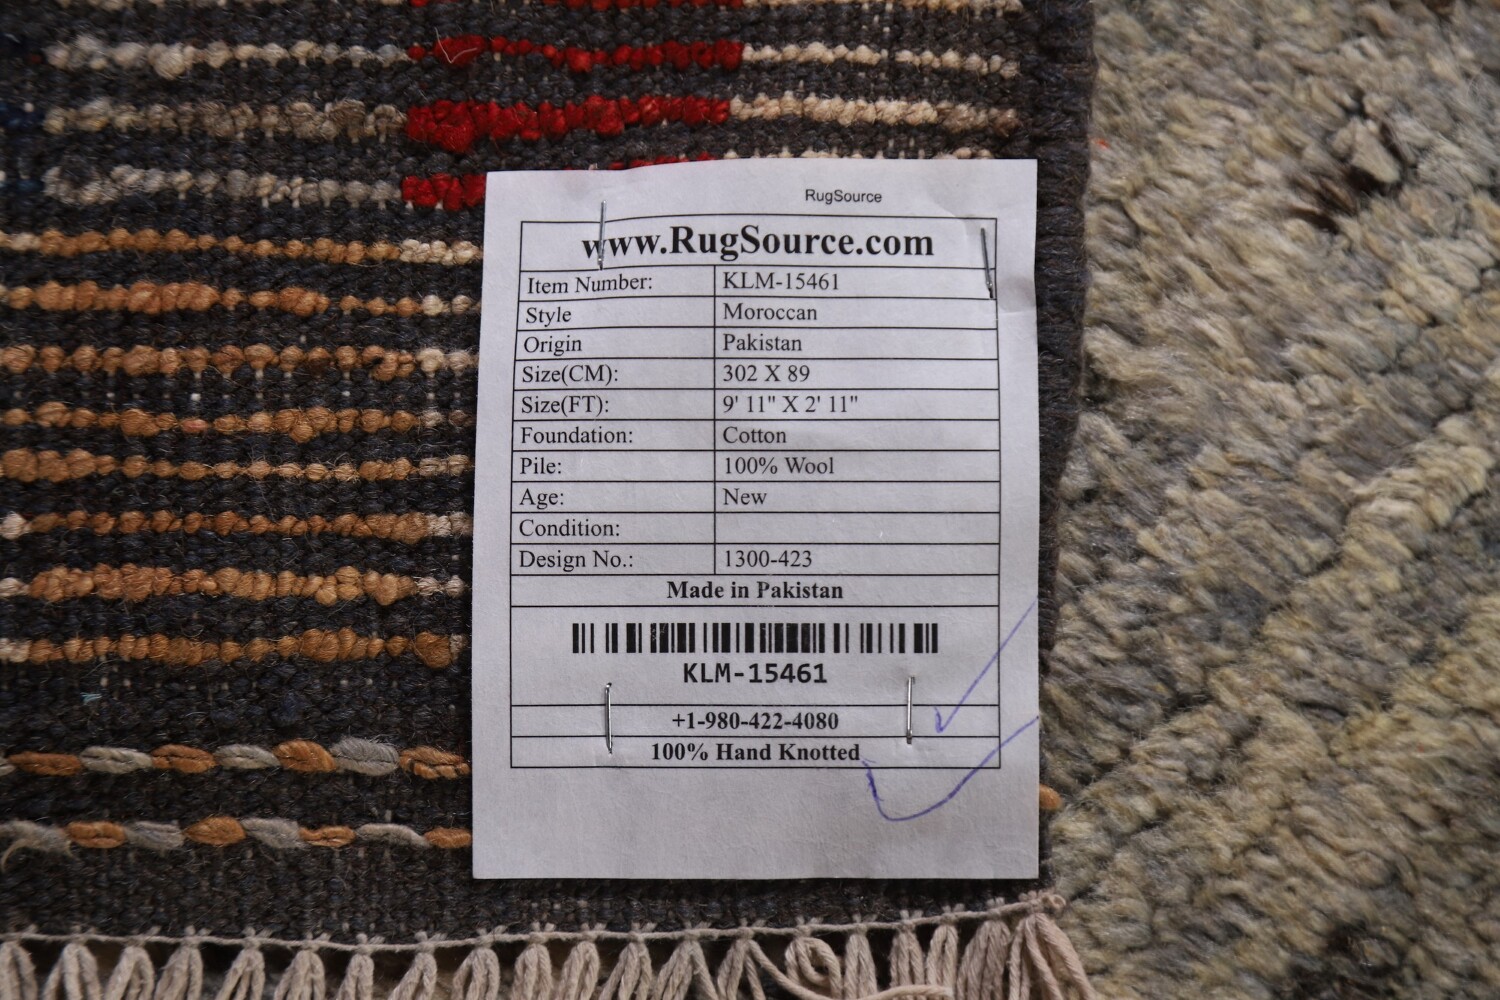 RugSource
www.RugSource.com
Item Number: KLM-15461
Style Moroccan
Origin Pakistan
Size(CM): 302 X 89
Size(FT): 9' 11" X 2' 11"
Foundation: Cotton
Pile: 100% Wool
Age: New
Condition:
Design No.: 1300-423
Made in Pakistan
KLM-15461
+1-980-422-4080
100% Hand Knotted